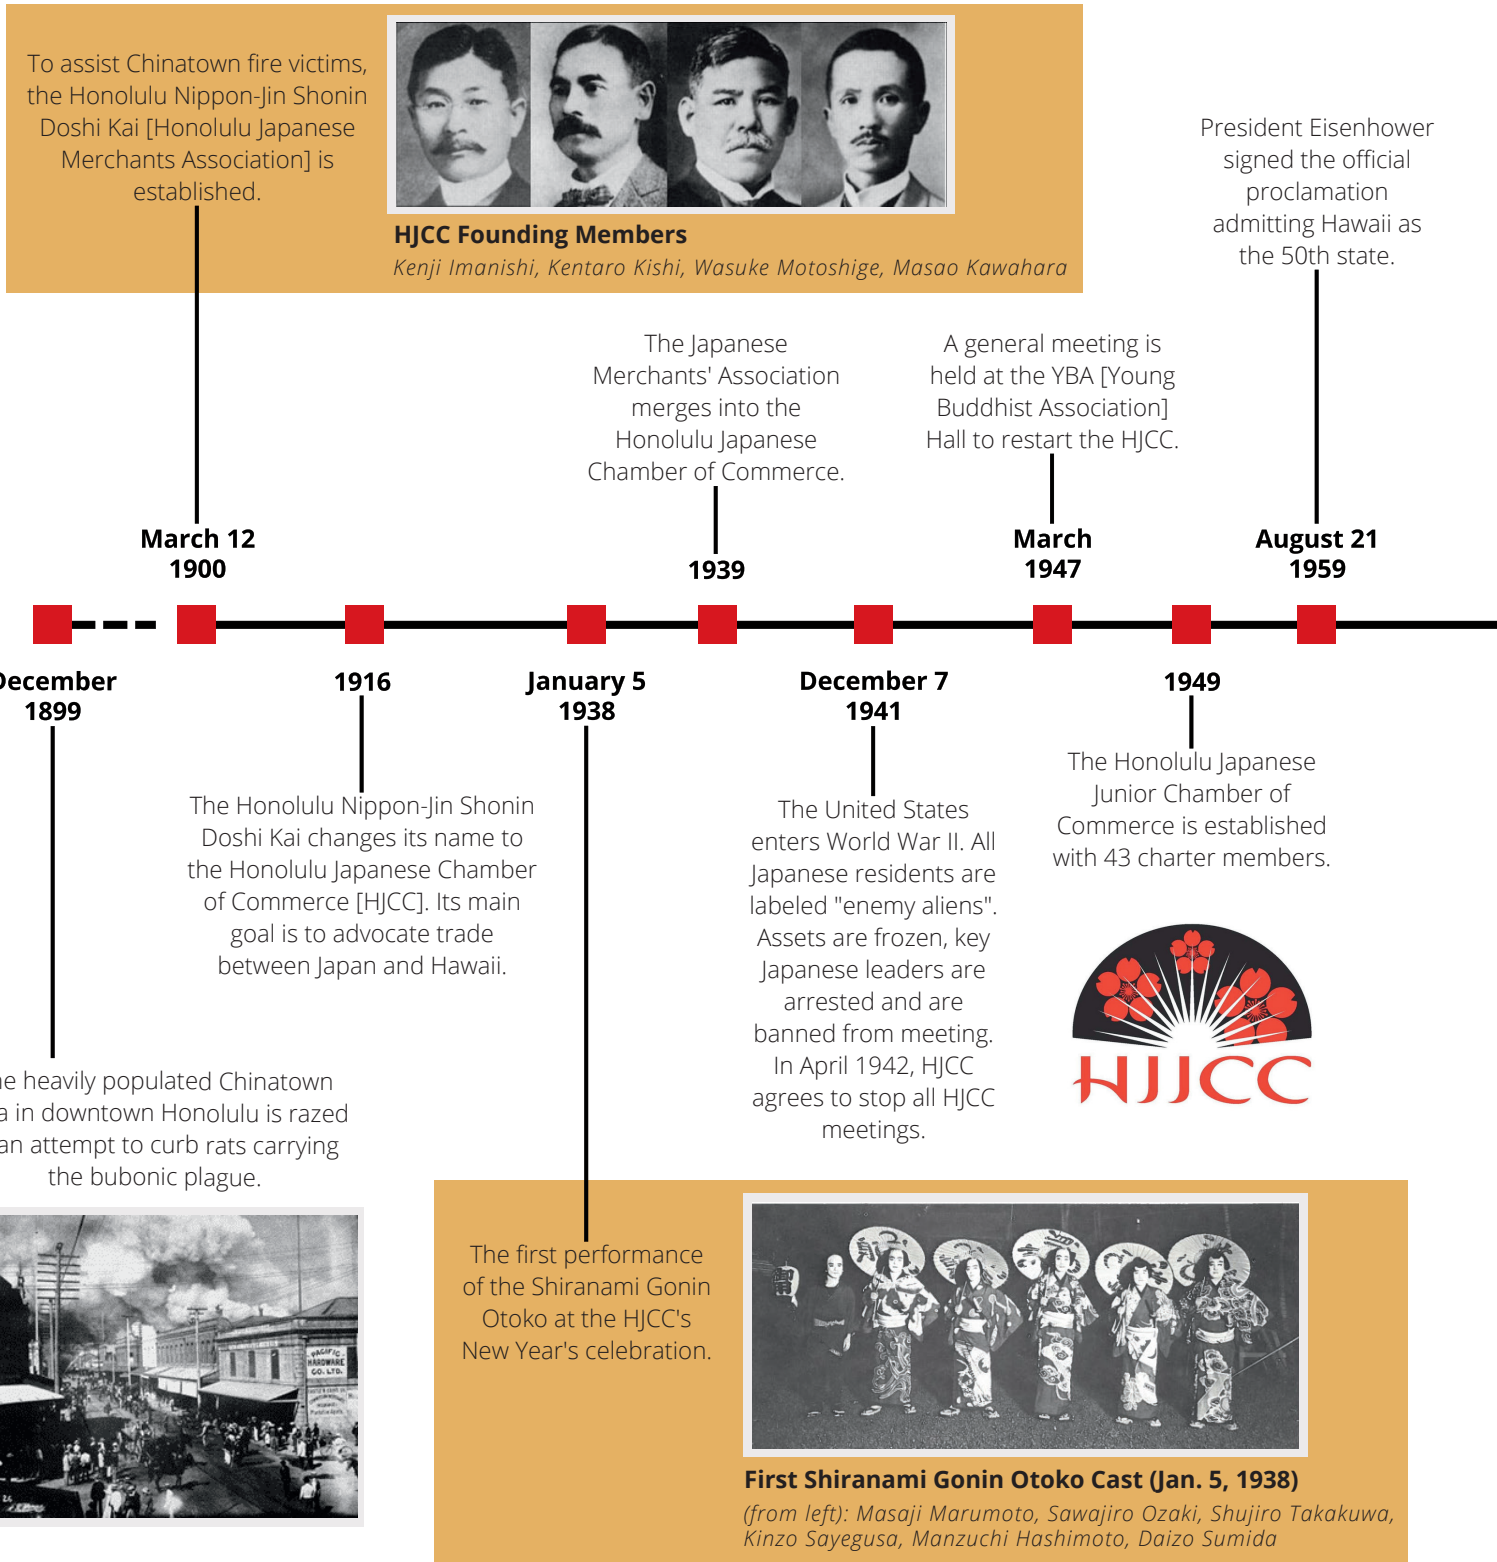 To assist Chinatown fire victims,
the Honolulu Nippon-Jin Shonin
Doshi Kai [Honolulu Japanese
Merchants Association] is
established.
HJCC Founding Members
Kenji Imanishi, Kentaro Kishi, Wasuke Motoshige, Masao Kawahara
President Eisenhower
signed the official
proclamation
admitting Hawaii as
the 50th state.
The Japanese
Merchants' Association
merges into the
Honolulu Japanese
Chamber of Commerce.
A general meeting is
held at the YBA [Young
Buddhist Association]
Hall to restart the HJCC.
March 12
1900
1939
March
1947
August 21
1959
December
1899
1916
January 5
1938
December 7
1941
1949
The Honolulu Nippon-Jin Shonin
Doshi Kai changes its name to
the Honolulu Japanese Chamber
of Commerce [HJCC]. Its main
goal is to advocate trade
between Japan and Hawaii.
The United States
enters World War II. All
Japanese residents are
labeled "enemy aliens".
Assets are frozen, key
Japanese leaders are
arrested and are
banned from meeting.
In April 1942, HJCC
agrees to stop all HJCC
meetings.
The Honolulu Japanese
Junior Chamber of
Commerce is established
with 43 charter members.
HJJCC
heavily populated Chinatown
in downtown Honolulu is razed
an attempt to curb rats carrying
the bubonic plague.
PACIFIC
HARDWARE
CO. LTD.
The first performance
of the Shiranami Gonin
Otoko at the HJCC's
New Year's celebration.
First Shiranami Gonin Otoko Cast (Jan. 5, 1938)
(from left): Masaji Marumoto, Sawajiro Ozaki, Shujiro Takakuwa,
Kinzo Sayegusa, Manzuchi Hashimoto, Daizo Sumida